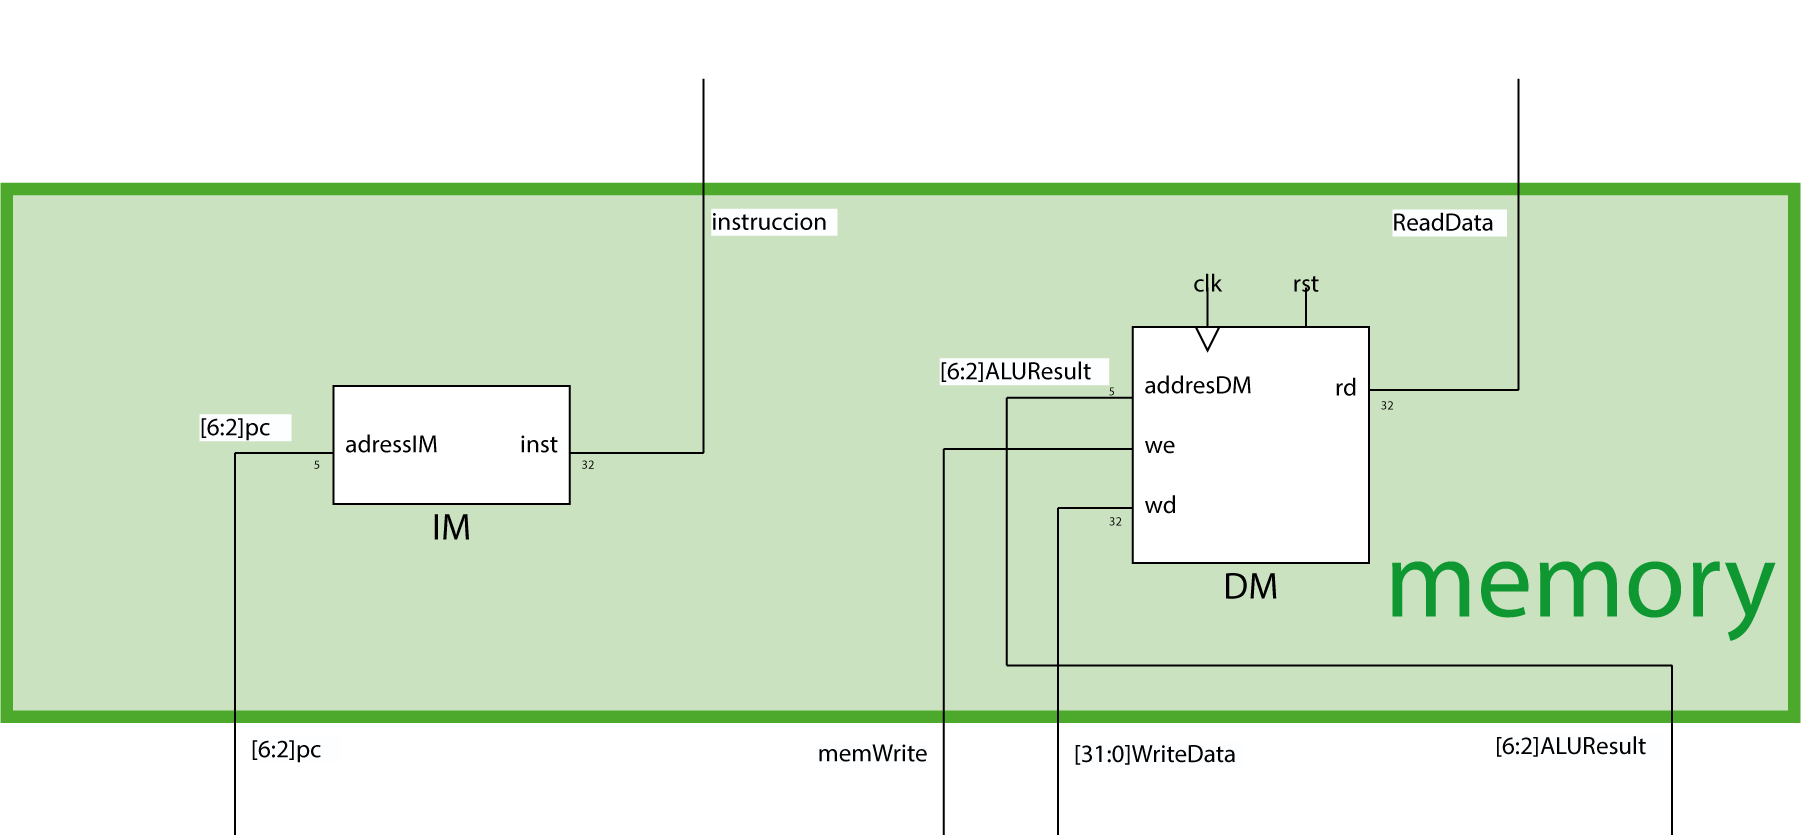 instruccion
ReadData
clk
rst
[6:2]ALUResult
5
addresDM
rd
32
[6:2]pc
adressIM
inst
5
32
we
wd
32
IM
DM
memory
[6:2]pc
memWrite
[31:0]WriteData
[6:2]ALUResult